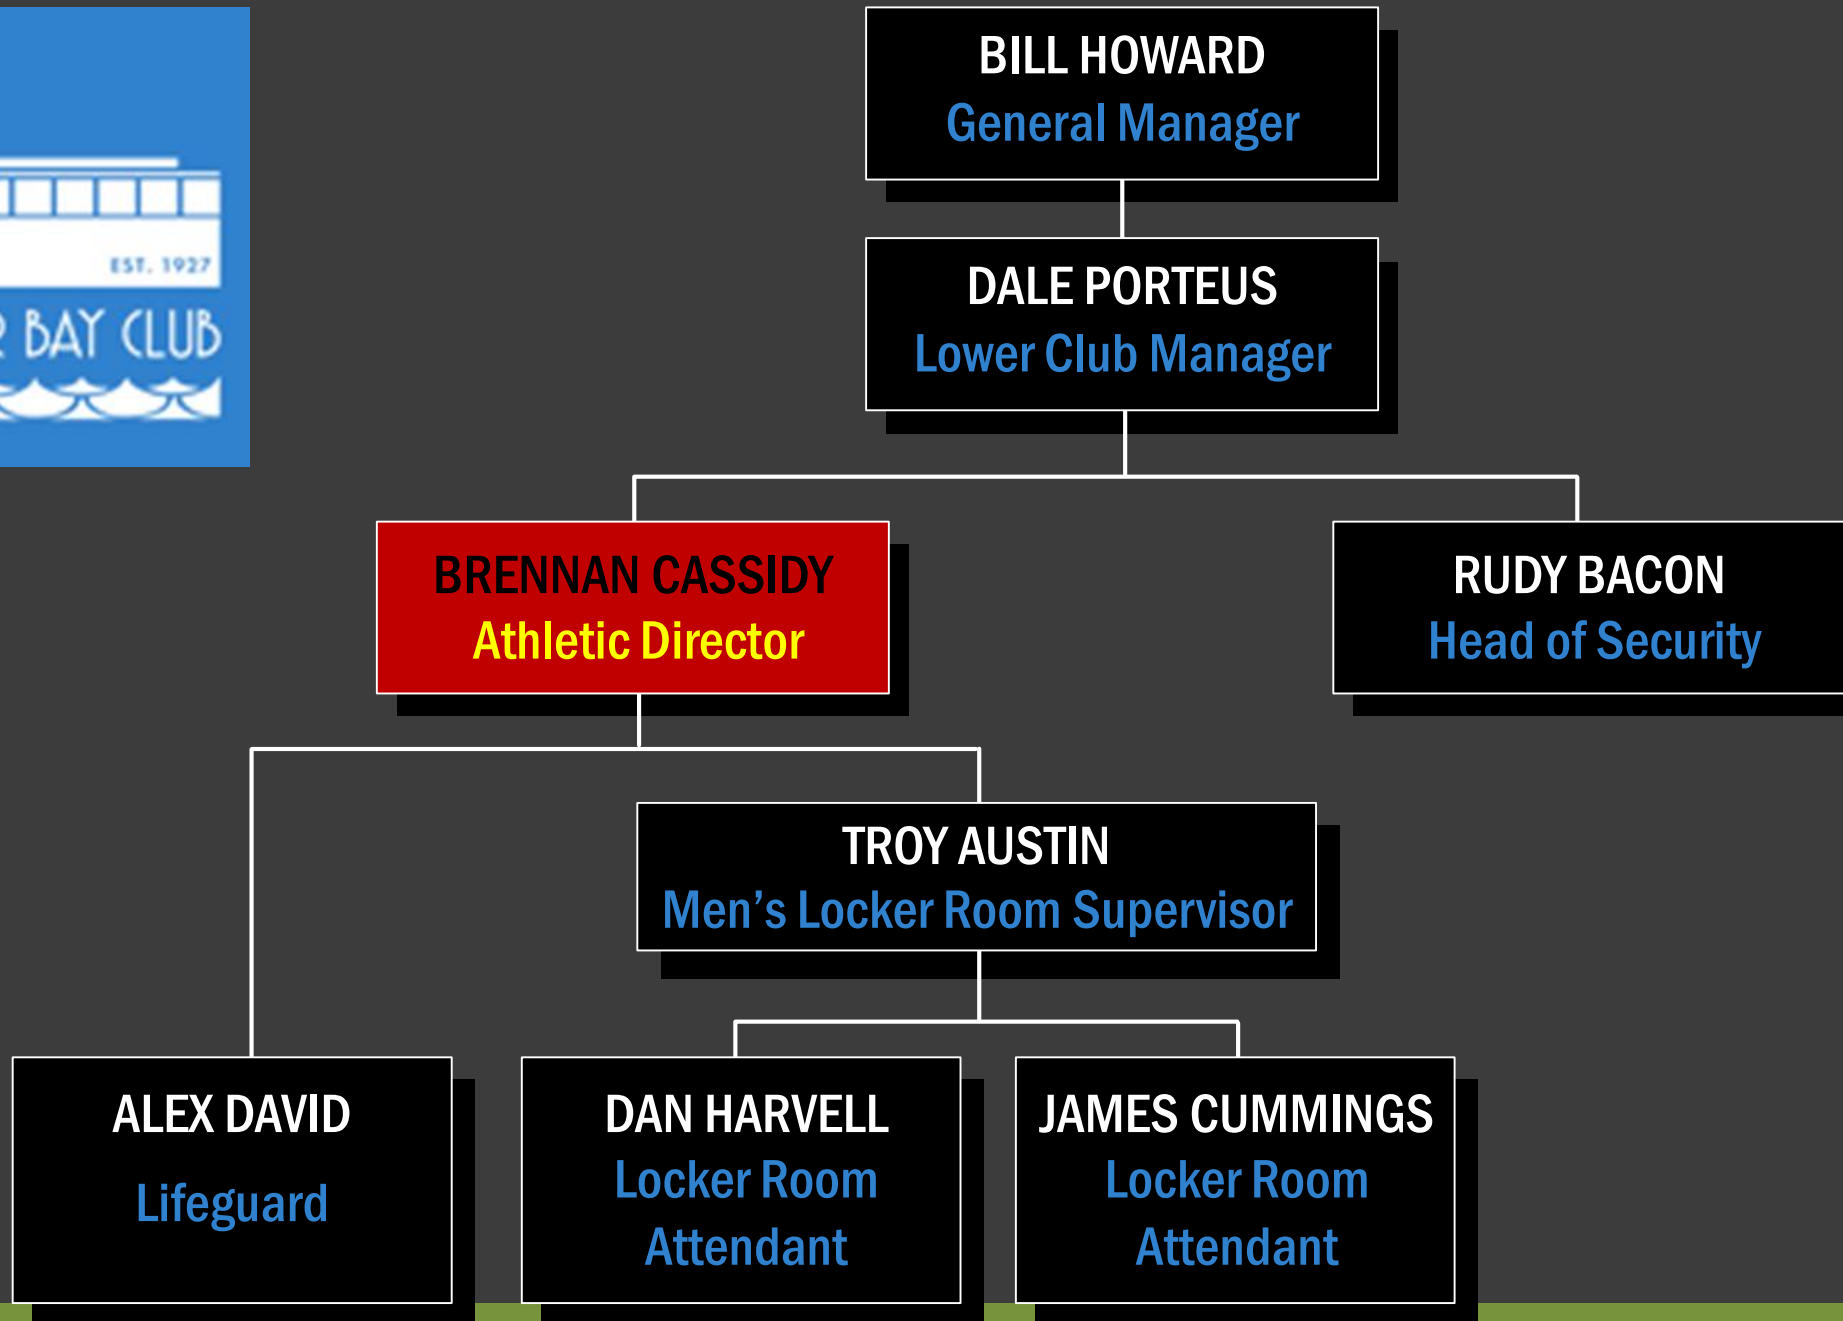 BILL HOWARD
General Manager
EST. 1927
BAY CLUB
DALE PORTEUS
Lower Club Manager
BRENNAN CASSIDY
Athletic Director
RUDY BACON
Head of Security
TROY AUSTIN
Men’s Locker Room Supervisor
ALEX DAVID
Lifeguard
DAN HARVELL
Locker Room
Attendant
JAMES CUMMINGS
Locker Room
Attendant